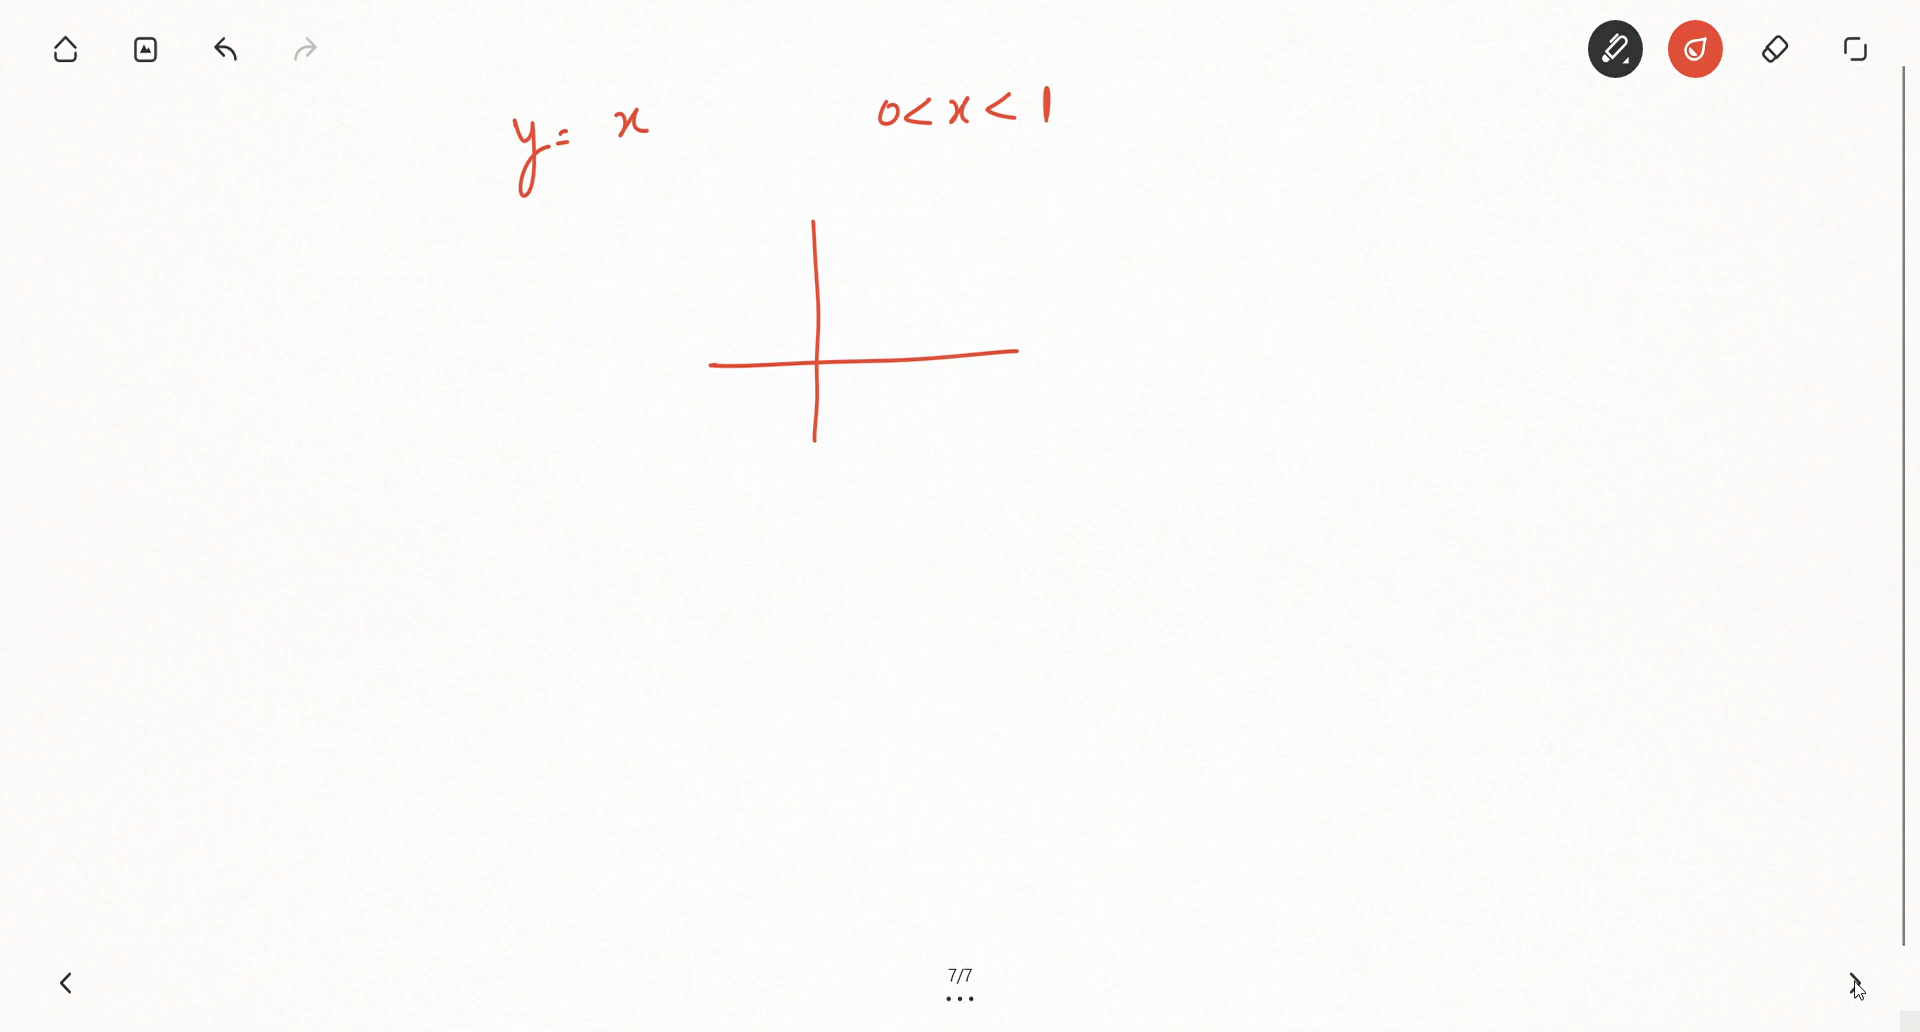 y = x 0 < x < 1
7/7